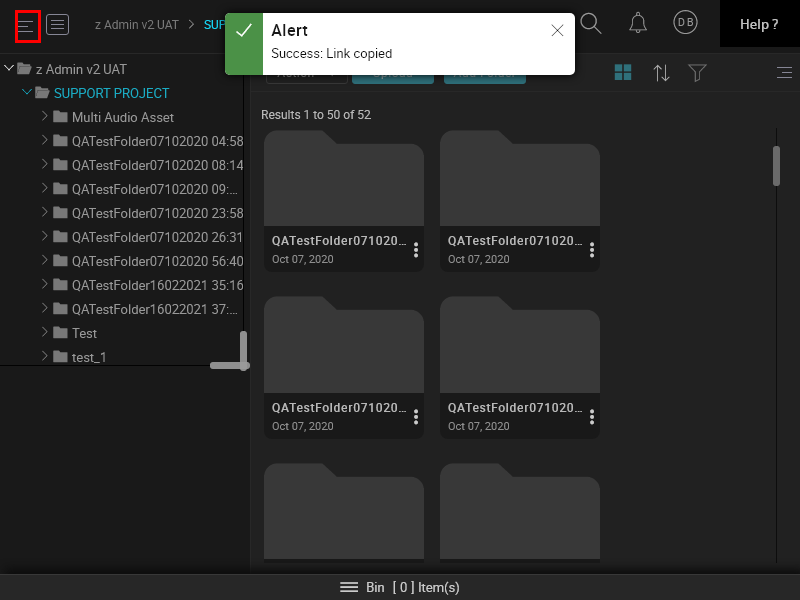 z Admin v2 UAT
SUPP
Alert
Success: Link copied
DB
Help ?
z Admin v2 UAT
SUPPORT PROJECT
Multi Audio Asset
QATestFolder07102020 04:58
QATestFolder07102020 08:14
QATestFolder07102020 09:...
QATestFolder07102020 23:58
QATestFolder07102020 26:31
QATestFolder07102020 56:40
QATestFolder16022021 35:16
QATestFolder16022021 37:...
Test
test_1
Results 1 to 50 of 52
QATestFolder071020...
Oct 07, 2020
QATestFolder071020...
Oct 07, 2020
QATestFolder071020...
Oct 07, 2020
QATestFolder071020...
Oct 07, 2020
Bin [ 0 ] Item(s)